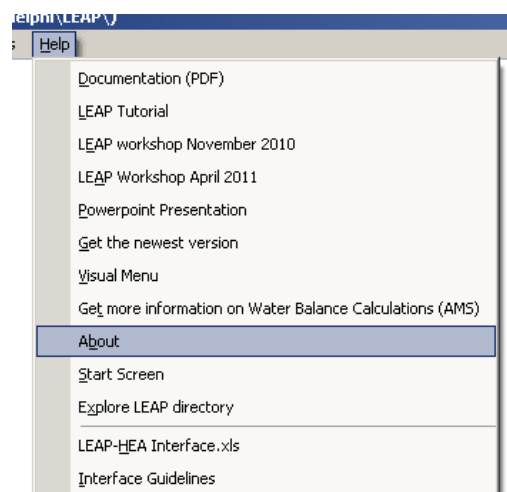 elphi\LEAP\)
s Help
Documentation (PDF)
LEAP Tutorial
LEAP workshop November 2010
LEAP Workshop April 2011
Powerpoint Presentation
Get the newest version
Visual Menu
Get more information on Water Balance Calculations (AMS)
About
Start Screen
Explore LEAP directory
LEAP-HEA Interface.xls
Interface Guidelines